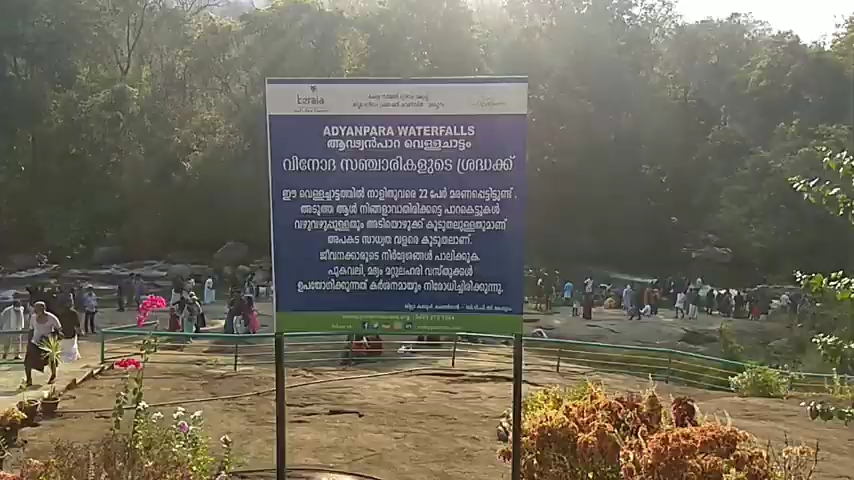 kerala
ADYANPARA WATERFALLS
ആഢ്യൻപാറ വെള്ളച്ചാട്ടം
വിനോദ സഞ്ചാരികളുടെ ശ്രദ്ധക്ക്
ഈ വെള്ളച്ചാട്ടത്തിൽ നാളിതുവരെ 22 പേർ മരണപ്പെട്ടിട്ടുണ്ട്.
അടുത്ത ആൾ നിങ്ങളാവാതിരിക്കട്ടെ പാറക്കെട്ടുകൾ
വഴുവഴുപ്പുള്ളതും അടിയൊഴുക്ക് കൂടുതലുള്ളതുമാണ്
അപകട സാധ്യത വളരെ കൂടുതലാണ്.
ജീവനക്കാരുടെ നിർദ്ദേശങ്ങൾ പാലിക്കുക
പുകവലി, മദ്യം മറ്റുലഹരി വസ്തുക്കൾ
ഉപയോഗിക്കുന്നത് കർശനമായും നിരോധിച്ചിരിക്കുന്നു.